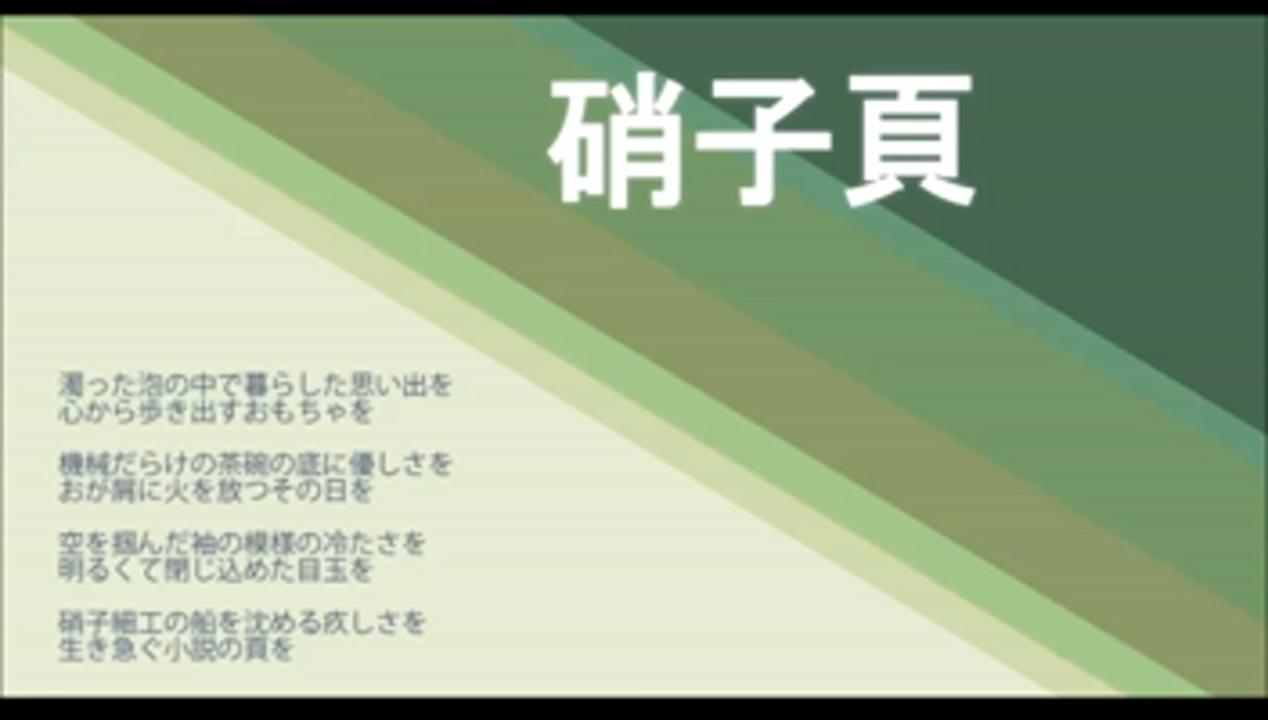 硝子頁
濁った泡の中で暮らした思い出を
心から歩き出すおもちゃを
機械だらけの茶碗の底に優しさを
おが屑に火を放つその日を
空を掴んだ袖の模様の冷たさを
明るくて閉じ込めた目玉を
硝子細工の船を沈める疚しさを
生き急ぐ小説の頁を